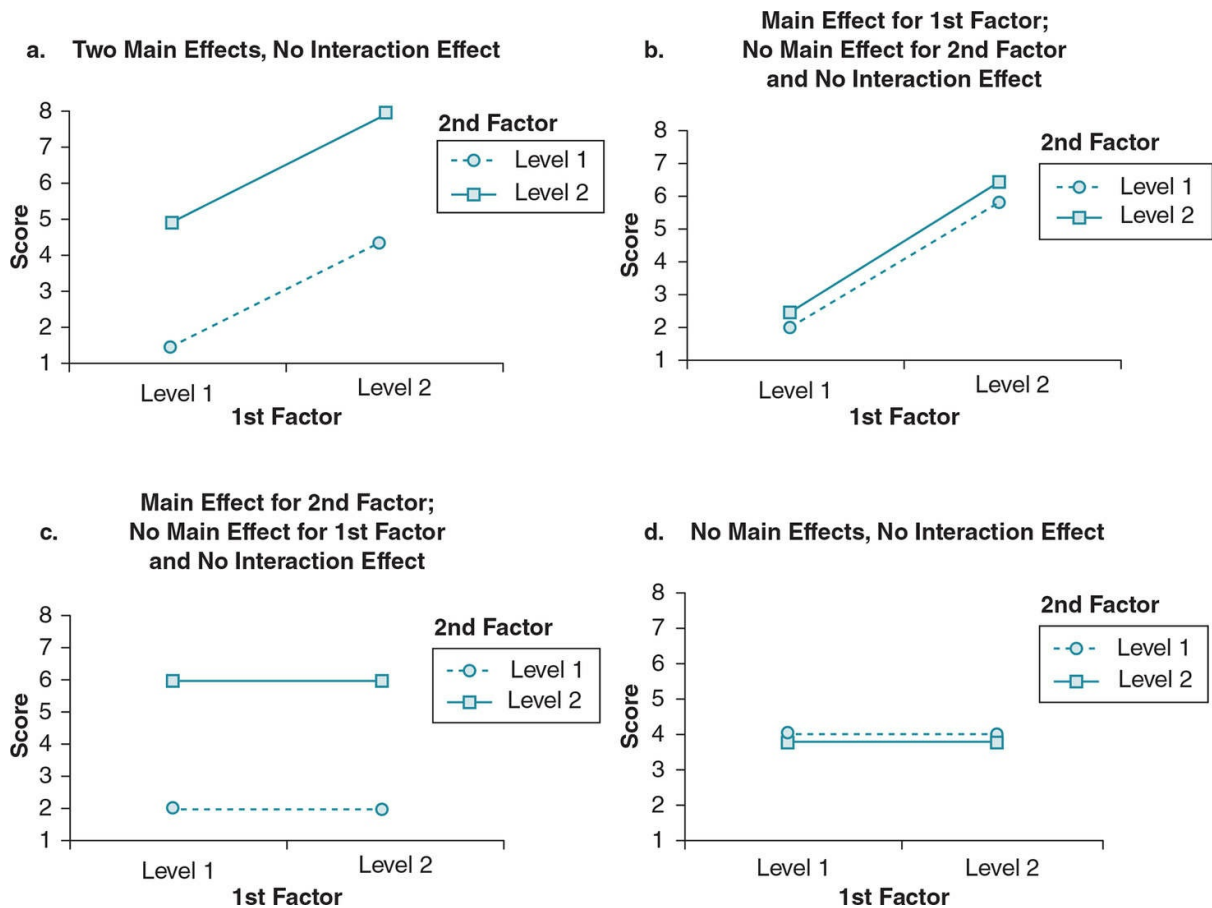 a. Two Main Effects, No Interaction Effect
8
7
6
5
4
3
2
1
Score
Level 1
Level 2
1st Factor
2nd Factor
Level 1
Level 2
Main Effect for 1st Factor;
b. No Main Effect for 2nd Factor
and No Interaction Effect
8
7
6
5
4
3
2
1
Score
Level 1
Level 2
1st Factor
2nd Factor
Level 1
Level 2
Main Effect for 2nd Factor;
c. No Main Effect for 1st Factor
and No Interaction Effect
8
7
6
5
4
3
2
1
Score
Level 1
Level 2
1st Factor
2nd Factor
Level 1
Level 2
d. No Main Effects, No Interaction Effect
8
7
6
5
4
3
2
1
Score
Level 1
Level 2
1st Factor
2nd Factor
Level 1
Level 2